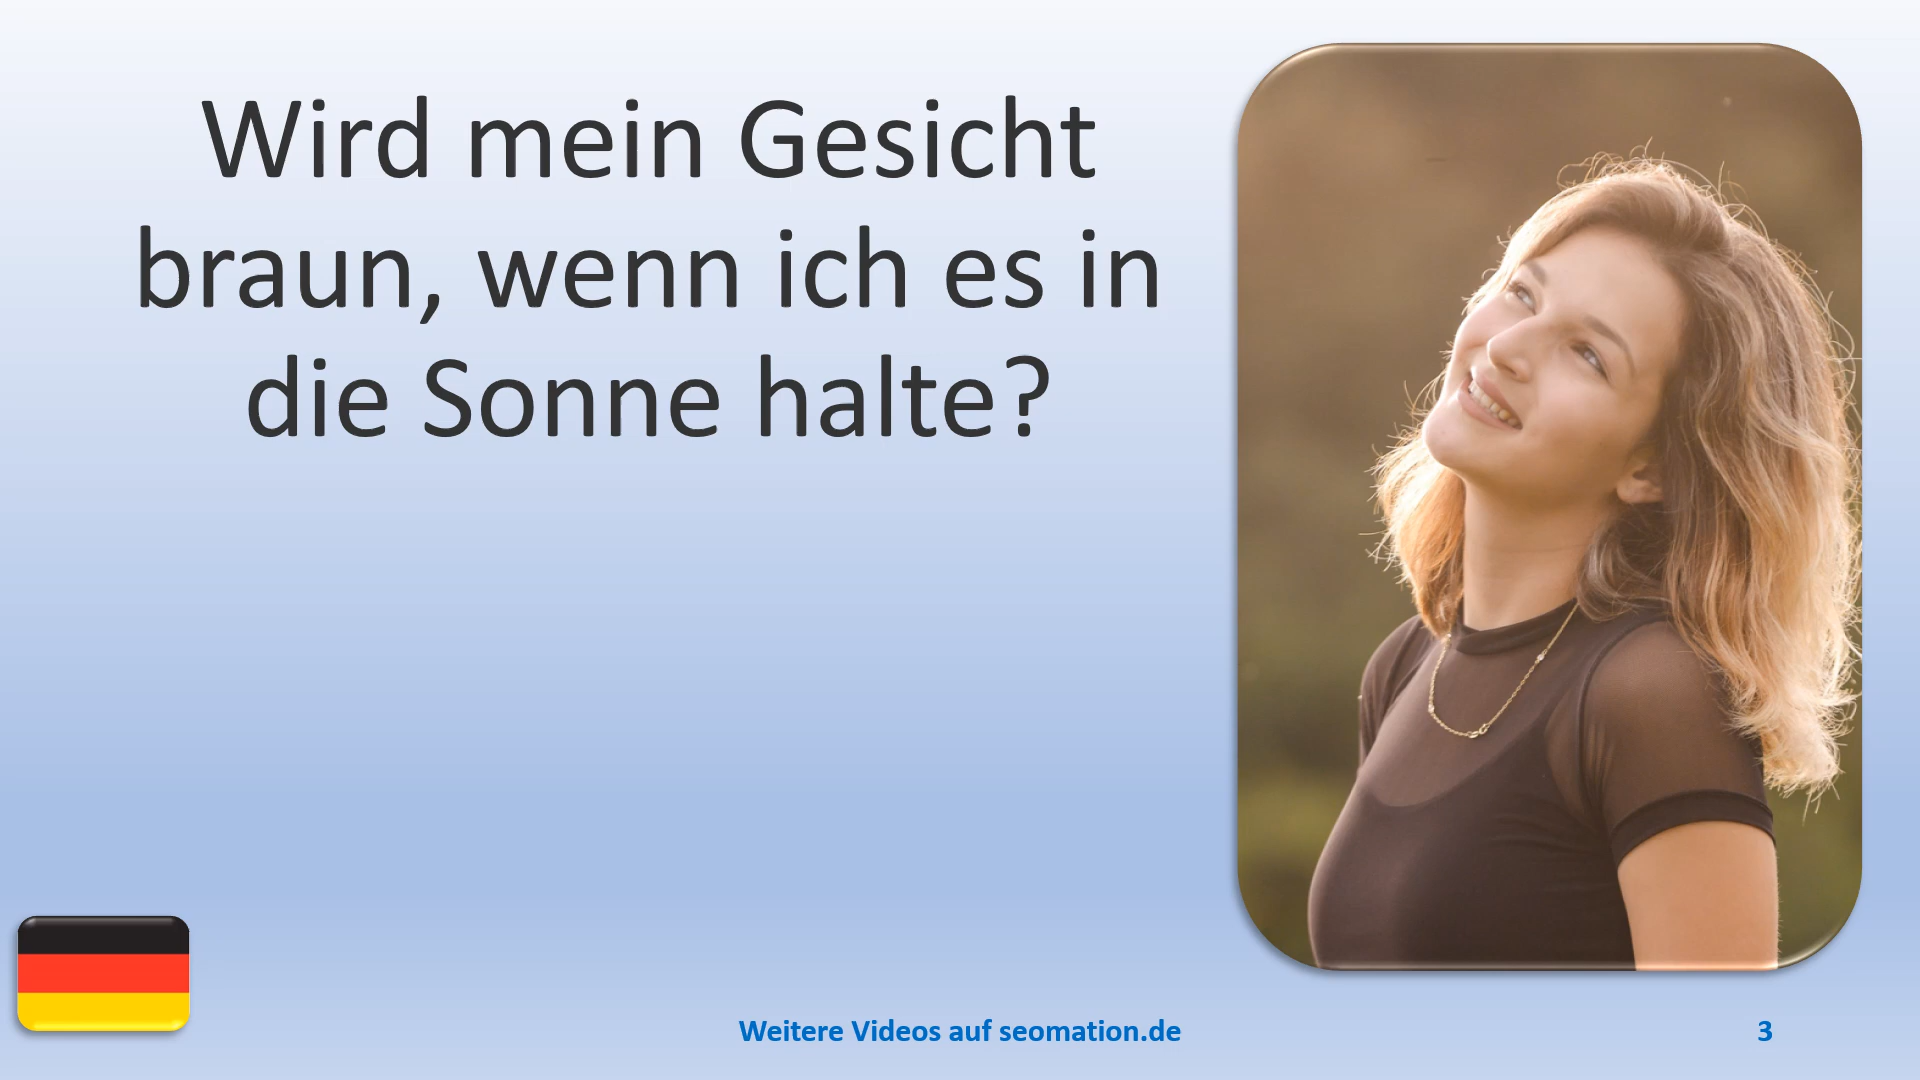 Wird mein Gesicht
braun, wenn ich es in
die Sonne halte?
Weitere Videos auf seomation.de
3